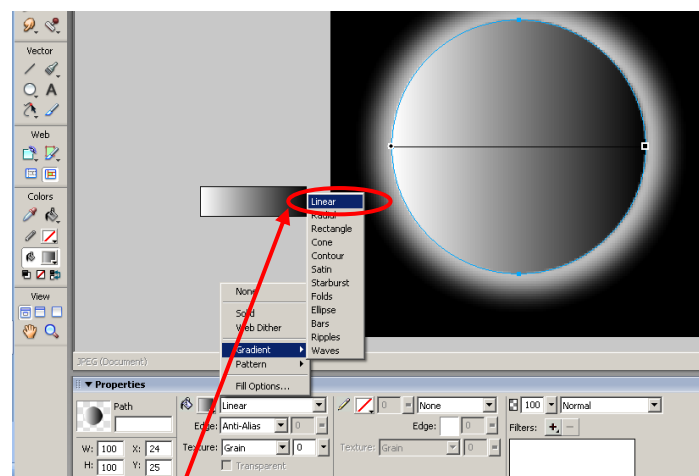 Vector
A
Web
Colors
View
Linear
Radial
Rectangle
Cone
Contour
Satin
Starburst
Folds
Ellipse
Bars
Ripples
Waves
None
Solid
Web Dither
Gradient
Pattern
Fill Options...
JPEG (Document)
Properties
Path
Linear
0
None
100
Normal
Edge: Anti-Alias 0
Edge: 0
Filters:
W: 100 X: 24
Texture: Grain 0
Texture: Grain 0
H: 100 Y: 25
Transparent